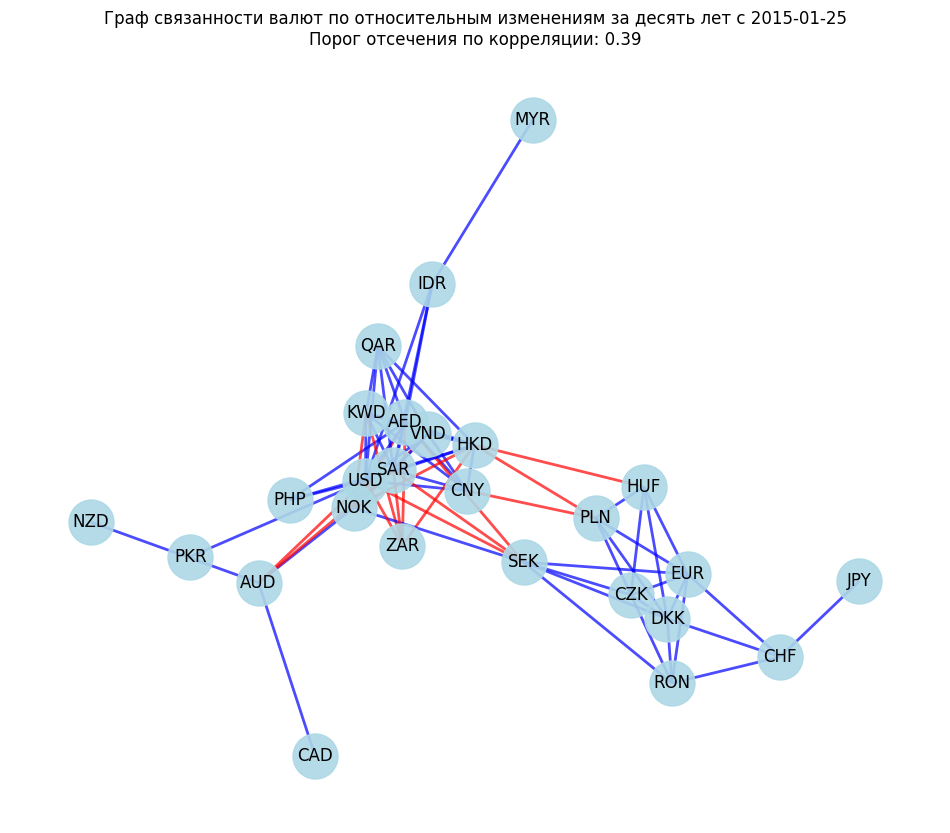 Граф связанности валют по относительным изменениям за десять лет с 2015-01-25
Порог отсечения по корреляции: 0.39
MYR
IDR
QAR
KWD
AED
VND
HKD
SAR
USD
CNY
HUF
PHP
NOK
PLN
NZD
ZAR
PKR
SEK
EUR
JPY
AUD
CZK
DKK
CHF
RON
CAD